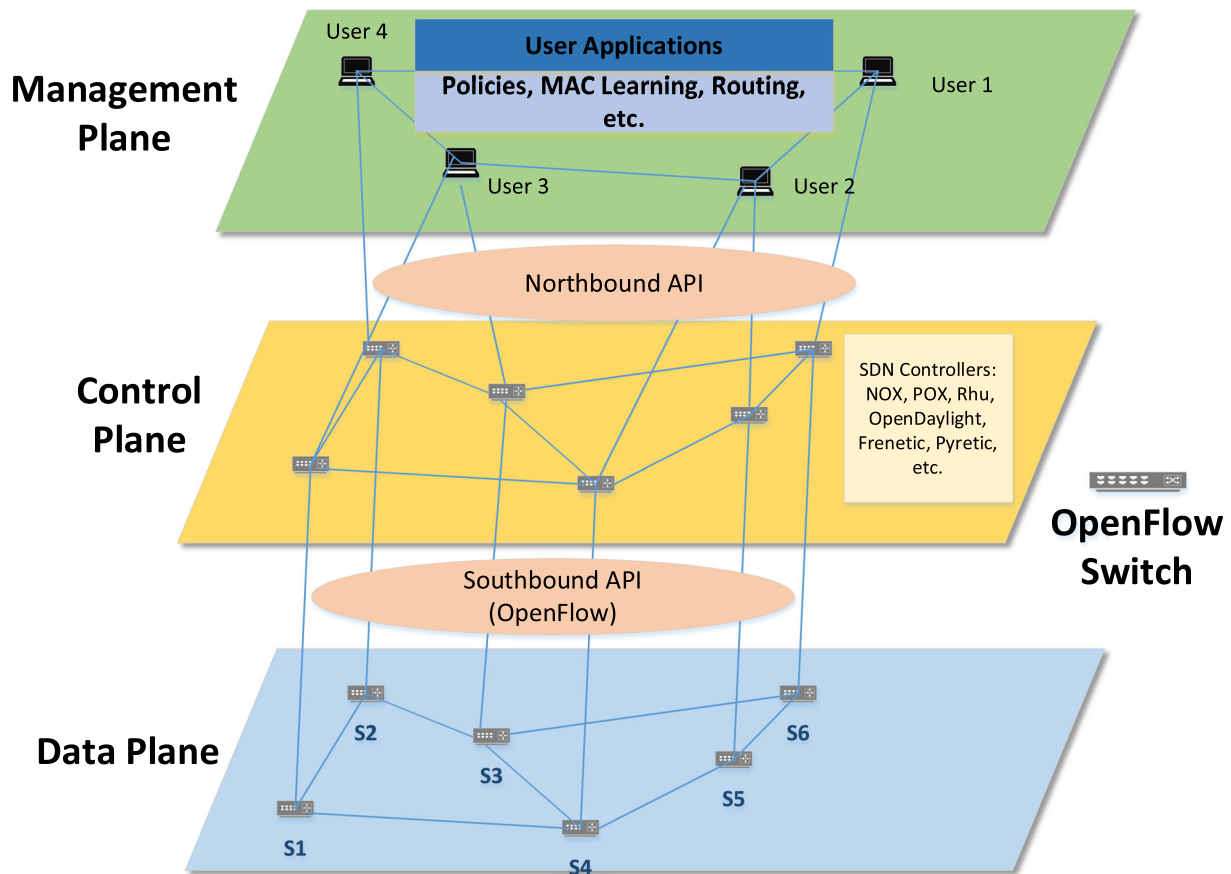 User 4
User Applications
Management
Plane
Policies, MAC Learning, Routing,
etc.
User 1
User 3
User 2
Northbound API
Control
Plane
SDN Controllers:
NOX, POX, Rhu,
OpenDaylight,
Frenetic, Pyretic,
etc.
OpenFlow
Switch
Southbound API
(OpenFlow)
Data Plane
S2
S6
S3
S5
S1
S4